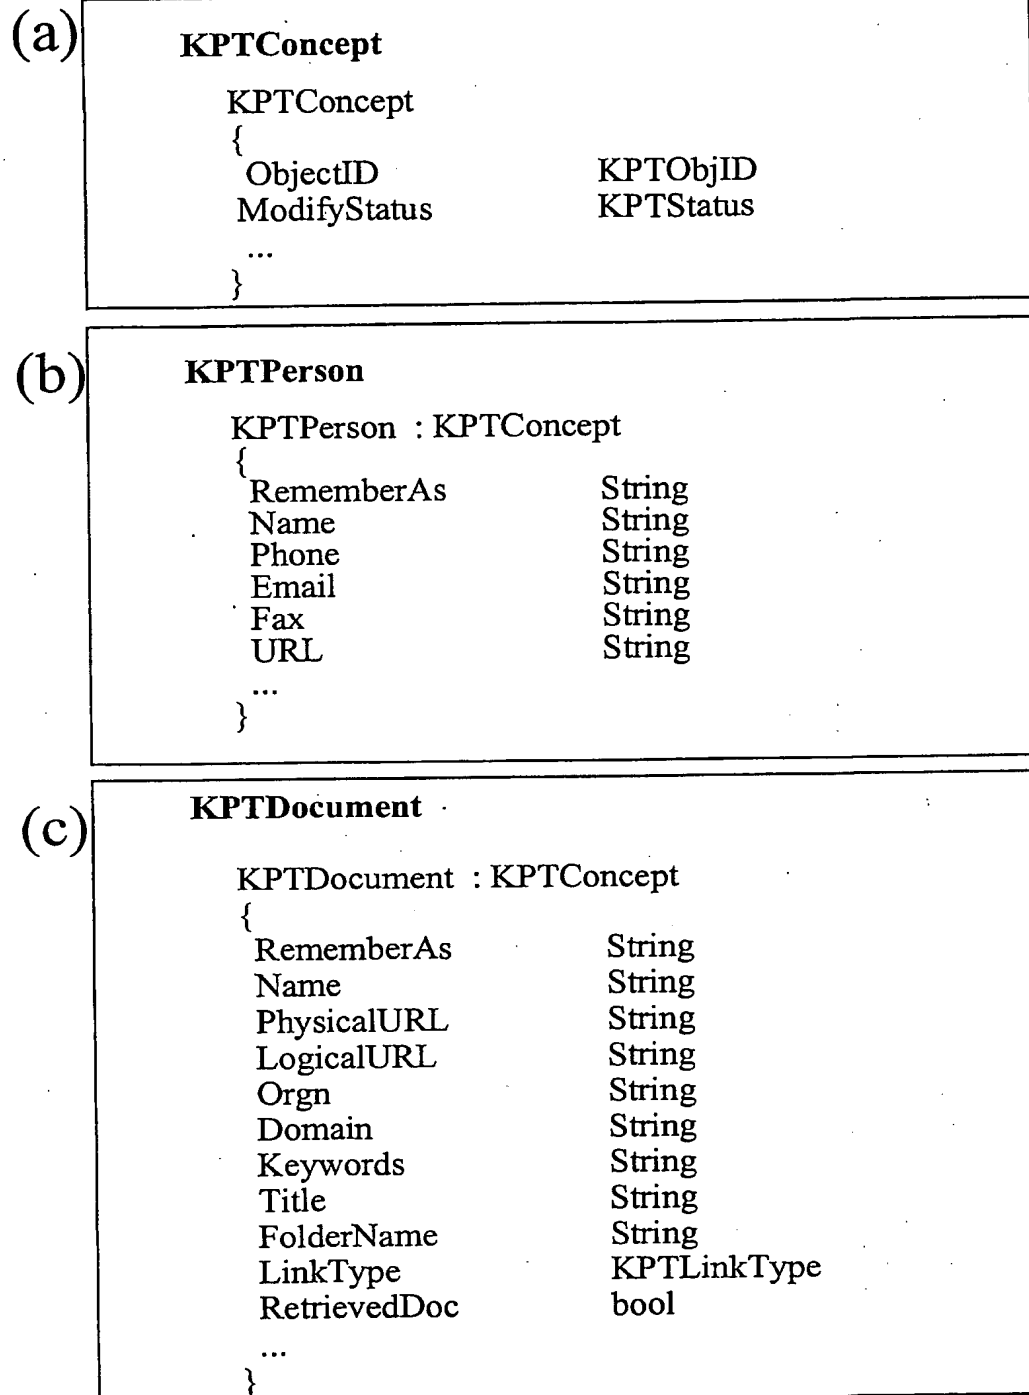 (a)
KPTConcept
KPTConcept
{
ObjectID KPTObjID
ModifyStatus KPTStatus
...
}
(b)
KPTPerson
KPTPerson : KPTConcept
{
RememberAs String
Name String
Phone String
Email String
Fax String
URL String
...
}
(c)
KPTDocument
KPTDocument : KPTConcept
{
RememberAs String
Name String
PhysicalURL String
LogicalURL String
Orgn String
Domain String
Keywords String
Title String
FolderName String
LinkType KPTLinkType
RetrievedDoc bool
...
}